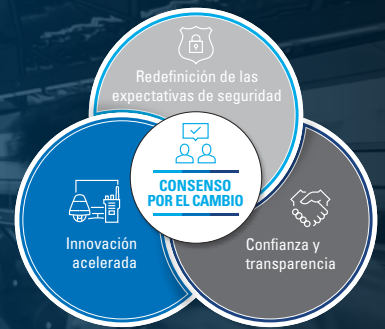 Redefinición de las
expectativas de seguridad
CONSENSO
POR EL CAMBIO
Innovación
acelerada
Confianza y
transparencia